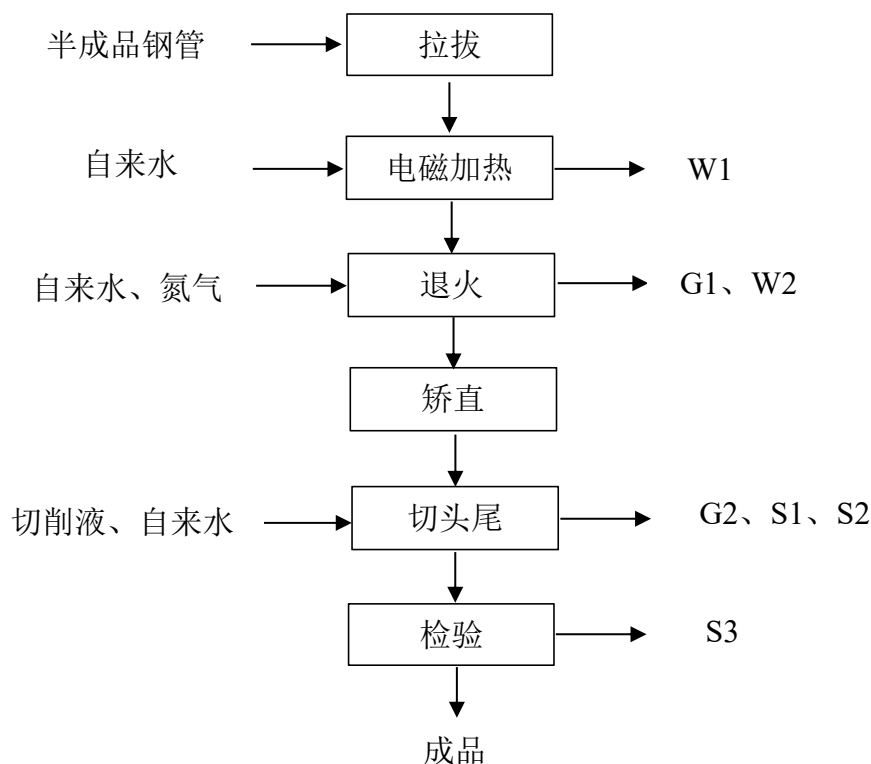 半成品钢管
拉拔
自来水
电磁加热
W1
自来水、氮气
退火
G1、W2
矫直
切削液、自来水
切头尾
G2、S1、S2
检验
S3
成品